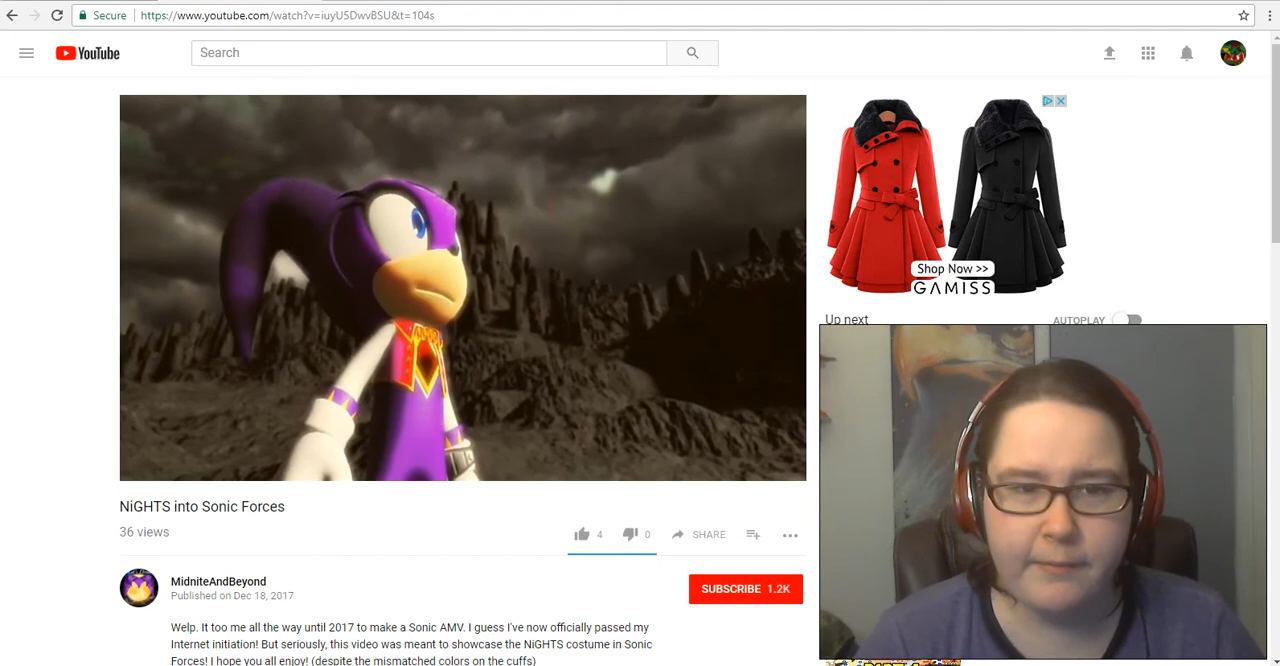 Secure
https://www.youtube.com/watch?v=iuyU5DwvBSU&t=104s
YouTube
Search
Shop Now >>
GAMISS
Up next
AUTOPLAY
NiGHTS into Sonic Forces
36 views
4
0
SHARE
MidniteAndBeyond
Published on Dec 18, 2017
SUBSCRIBE 1.2K
Welp. It too me all the way until 2017 to make a Sonic AMV. I guess I've now officially passed my
Internet initiation! But seriously, this video was meant to showcase the NiGHTS costume in Sonic
Forces! I hope you all enjoy! (despite the mismatched colors on the cuffs)